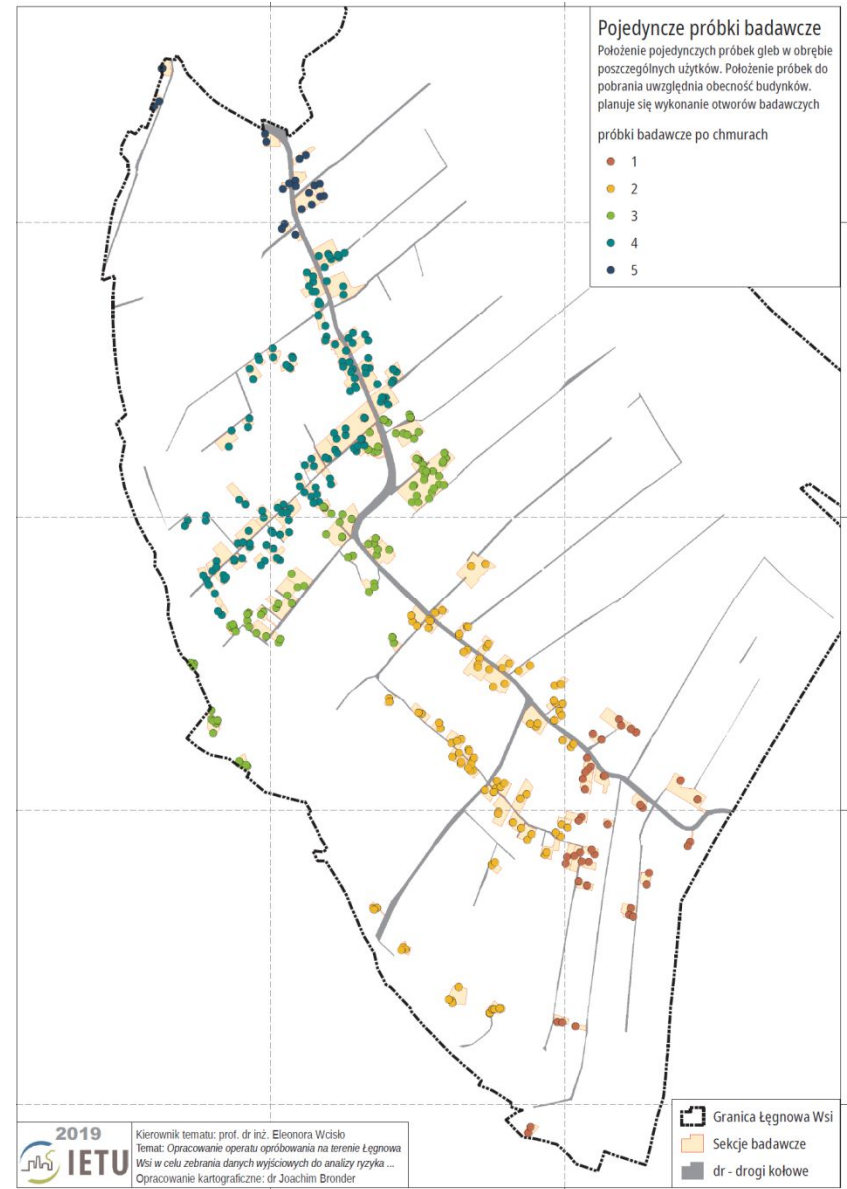 Pojedyncze próbki badawcze
Położenie pojedynczych próbek gleb w obrębie
poszczególnych użytków. Położenie próbek do
pobrania uwzględnia obecność budynków.
planuje się wykonanie otworów badawczych
próbki badawcze po chmurach
1
2
3
4
5
Granica Łęgnowa Wsi
Sekcje badawcze
dr - drogi kołowe
2019
IETU
Kierownik tematu: prof. dr inż. Eleonora Wcisło
Temat: Opracowanie operatu opróbowania na terenie Łęgnowa
Wsi w celu zebrania danych wyjściowych do analizy ryzyka ...
Opracowanie kartograficzne: dr Joachim Bronder